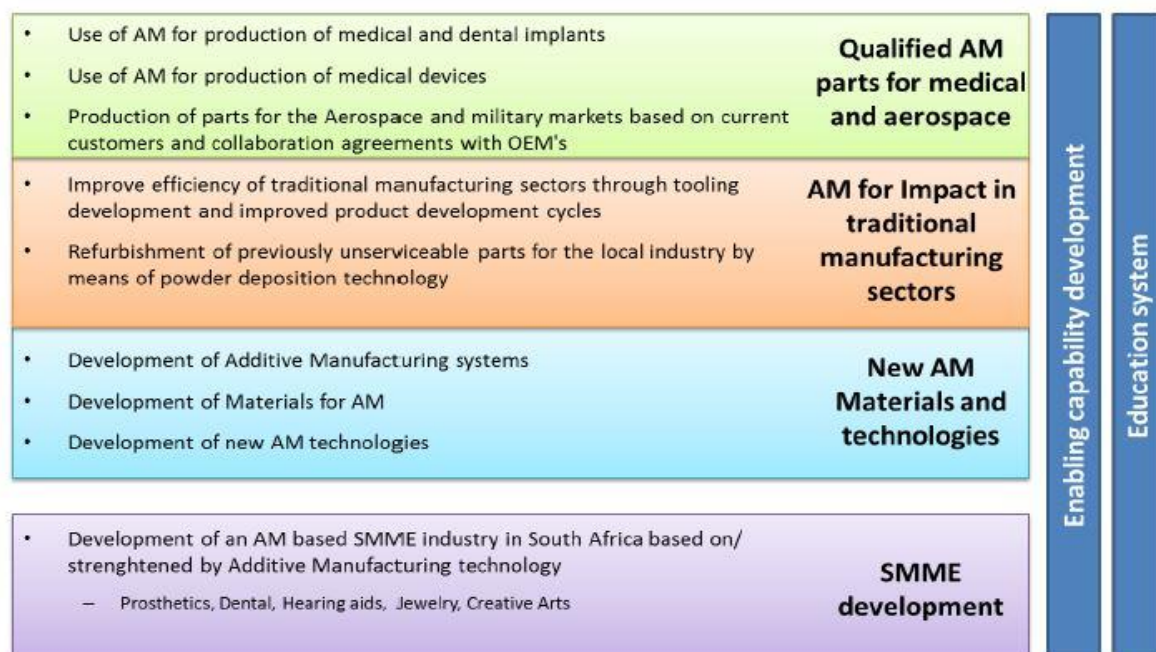 • Use of AM for production of medical and dental implants
• Use of AM for production of medical devices
• Production of parts for the Aerospace and military markets based on current
customers and collaboration agreements with OEM's
Qualified AM
parts for medical
and aerospace
• Improve efficiency of traditional manufacturing sectors through tooling
development and improved product development cycles
• Refurbishment of previously unserviceable parts for the local industry by
means of powder deposition technology
AM for Impact in
traditional
manufacturing
sectors
• Development of Additive Manufacturing systems
• Development of Materials for AM
• Development of new AM technologies
New AM
Materials and
technologies
• Development of an AM based SMME industry in South Africa based on/
strenghtened by Additive Manufacturing technology
– Prosthetics, Dental, Hearing aids, Jewelry, Creative Arts
SMME
development
Enabling capability development
Education system